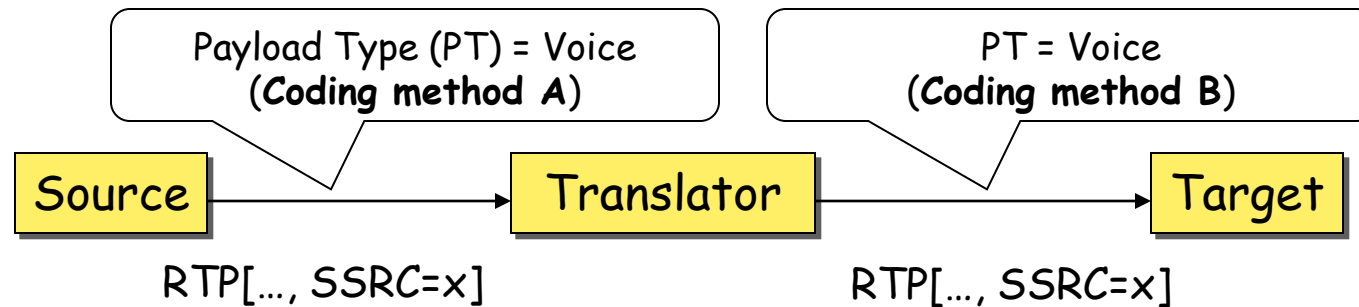 Payload Type (PT) = Voice
(Coding method A)
PT = Voice
(Coding method B)
Source
Translator
Target
RTP[..., SSRC=x]
RTP[..., SSRC=x]